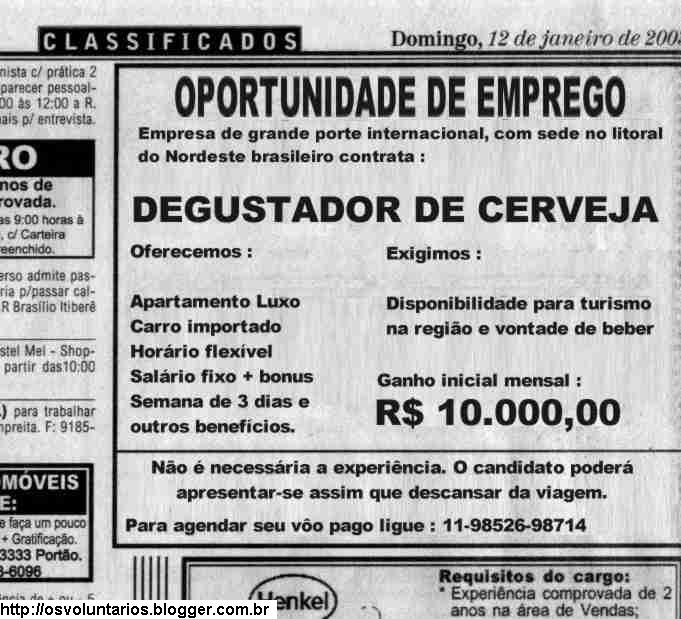 CLASSIFICADOS
Domingo, 12 de janeiro de 200
nista c/ prática 2
parecer pessoal-
00 às 12:00 a R.
nais p/ entrevista.
RO
nos de
rovada.
as 9:00 horas à
, c/ Carteira
reenchido.
erso admite pas-
ria p/passar cal-
R Brasílio Itiberê
stel Mel - Shop-
partir das10:00
.) para trabalhar
mpreita. F: 9185-
OMÓVEIS
E:
e faça um pouco
+ Gratificação.
3333 Portão.
3-6096
OPORTUNIDADE DE EMPREGO
Empresa de grande porte internacional, com sede no litoral
do Nordeste brasileiro contrata :
DEGUSTADOR DE CERVEJA
Oferecemos :
Apartamento Luxo
Carro importado
Horário flexível
Salário fixo + bonus
Semana de 3 dias e
outros benefícios.
Exigimos :
Disponibilidade para turismo
na região e vontade de beber
Ganho inicial mensal :
R$ 10.000,00
Não é necessária a experiência. O candidato poderá
apresentar-se assim que descansar da viagem.
Para agendar seu vôo pago ligue : 11-98526-98714
Henkel
Requisitos do cargo:
* Experiência comprovada de 2
anos na área de Vendas;
http://osvoluntarios.blogger.com.br